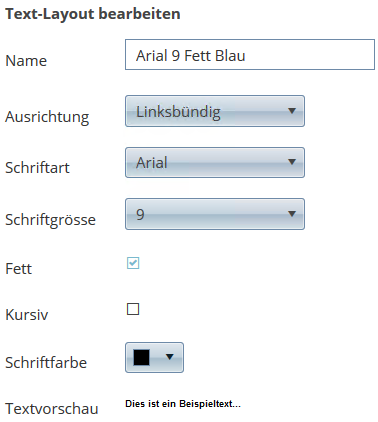 Text-Layout bearbeiten
Name Arial 9 Fett Blau
Ausrichtung Linksbündig
Schriftart Arial
Schriftgrösse 9
Fett
Kursiv
Schriftfarbe
Textvorschau Dies ist ein Beispieltext...